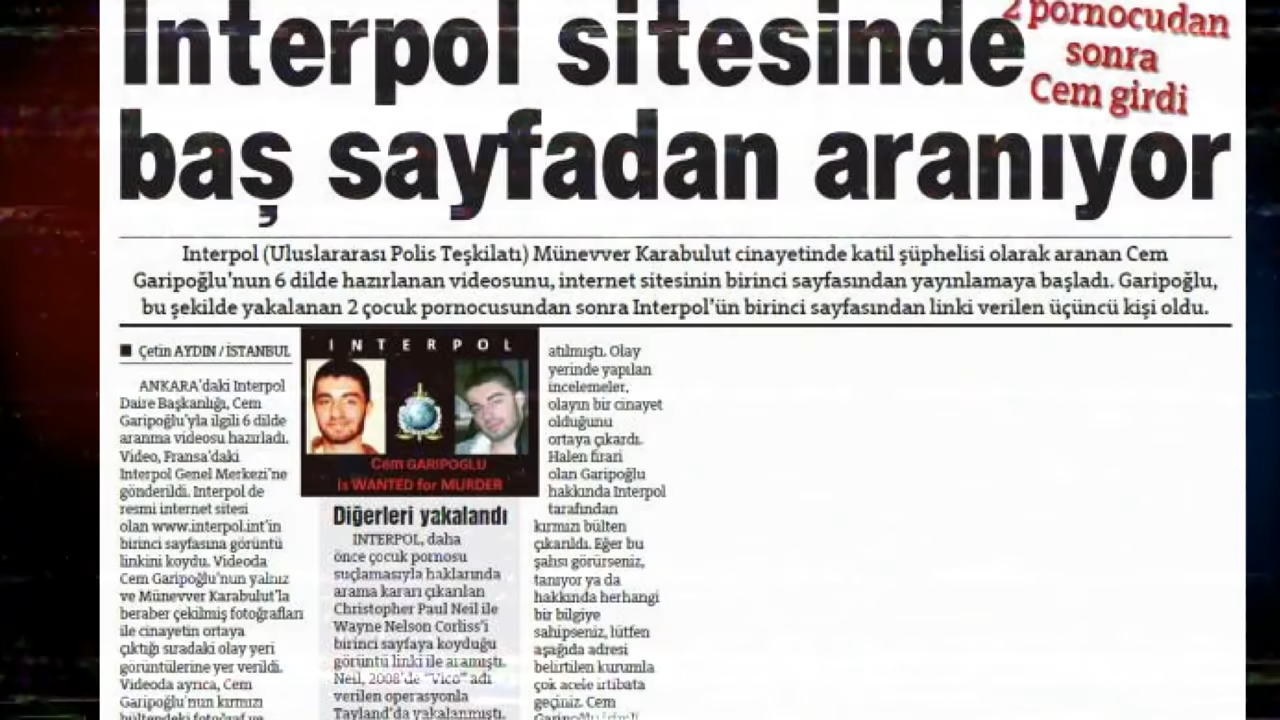 Interpol sitesinde
baş sayfadan aranıyor
2 pornocudan
sonra
Cem girdi
Interpol (Uluslararası Polis Teşkilatı) Münevver Karabulut cinayetinde katil şüphelisi olarak aranan Cem
Garipoğlu'nun 6 dilde hazırlanan videosunu, internet sitesinin birinci sayfasından yayınlamaya başladı. Garipoğlu,
bu şekilde yakalanan 2 çocuk pornocusundan sonra Interpol'ün birinci sayfasından linki verilen üçüncü kişi oldu.
Çetin AYDIN / İSTANBUL
ANKARA'daki Interpol
Daire Başkanlığı, Cem
Garipoğlu'yla ilgili 6 dilde
aranma videosu hazırladı.
Video, Fransa'daki
Interpol Genel Merkezi'ne
gönderildi. Interpol de
resmi internet sitesi
olan www.interpol.int'in
birinci sayfasına görüntü
linkini koydu. Videoda
Cem Garipoğlu'nun yalnız
ve Münevver Karabulut'la
beraber çekilmiş fotoğrafları
ile cinayetin ortaya
çıktığı sıradaki olay yeri
görüntülerine yer verildi.
Videoda ayrıca, Cem
Garipoğlu'nun kırmızı
bültendeki fotoğraf ve
INTERPOL
Cem GARIPOGLU
is WANTED for MURDER
Diğerleri yakalandı
INTERPOL, daha
önce çocuk pornosu
suçlamasıyla haklarında
arama kararı çıkarılan
Christopher Paul Neil ile
Wayne Nelson Corliss'i
birinci sayfaya koyduğu
görüntü linki ile aramıştı.
Neil, 2008'de "Vico" adı
verilen operasyonla
Tayland'da yakalanmıştı.
atılmıştı. Olay
yerinde yapılan
incelemeler,
olayın bir cinayet
olduğunu
ortaya çıkardı.
Halen firari
olan Garipoğlu
hakkında Interpol
tarafından
kırmızı bülten
çıkarıldı. Eğer bu
şahsı görürseniz,
tanıyor ya da
hakkında herhangi
bir bilgiye
sahipseniz, lütfen
aşağıda adresi
belirtilen kurumla
çok acele irtibata
geçiniz. Cem